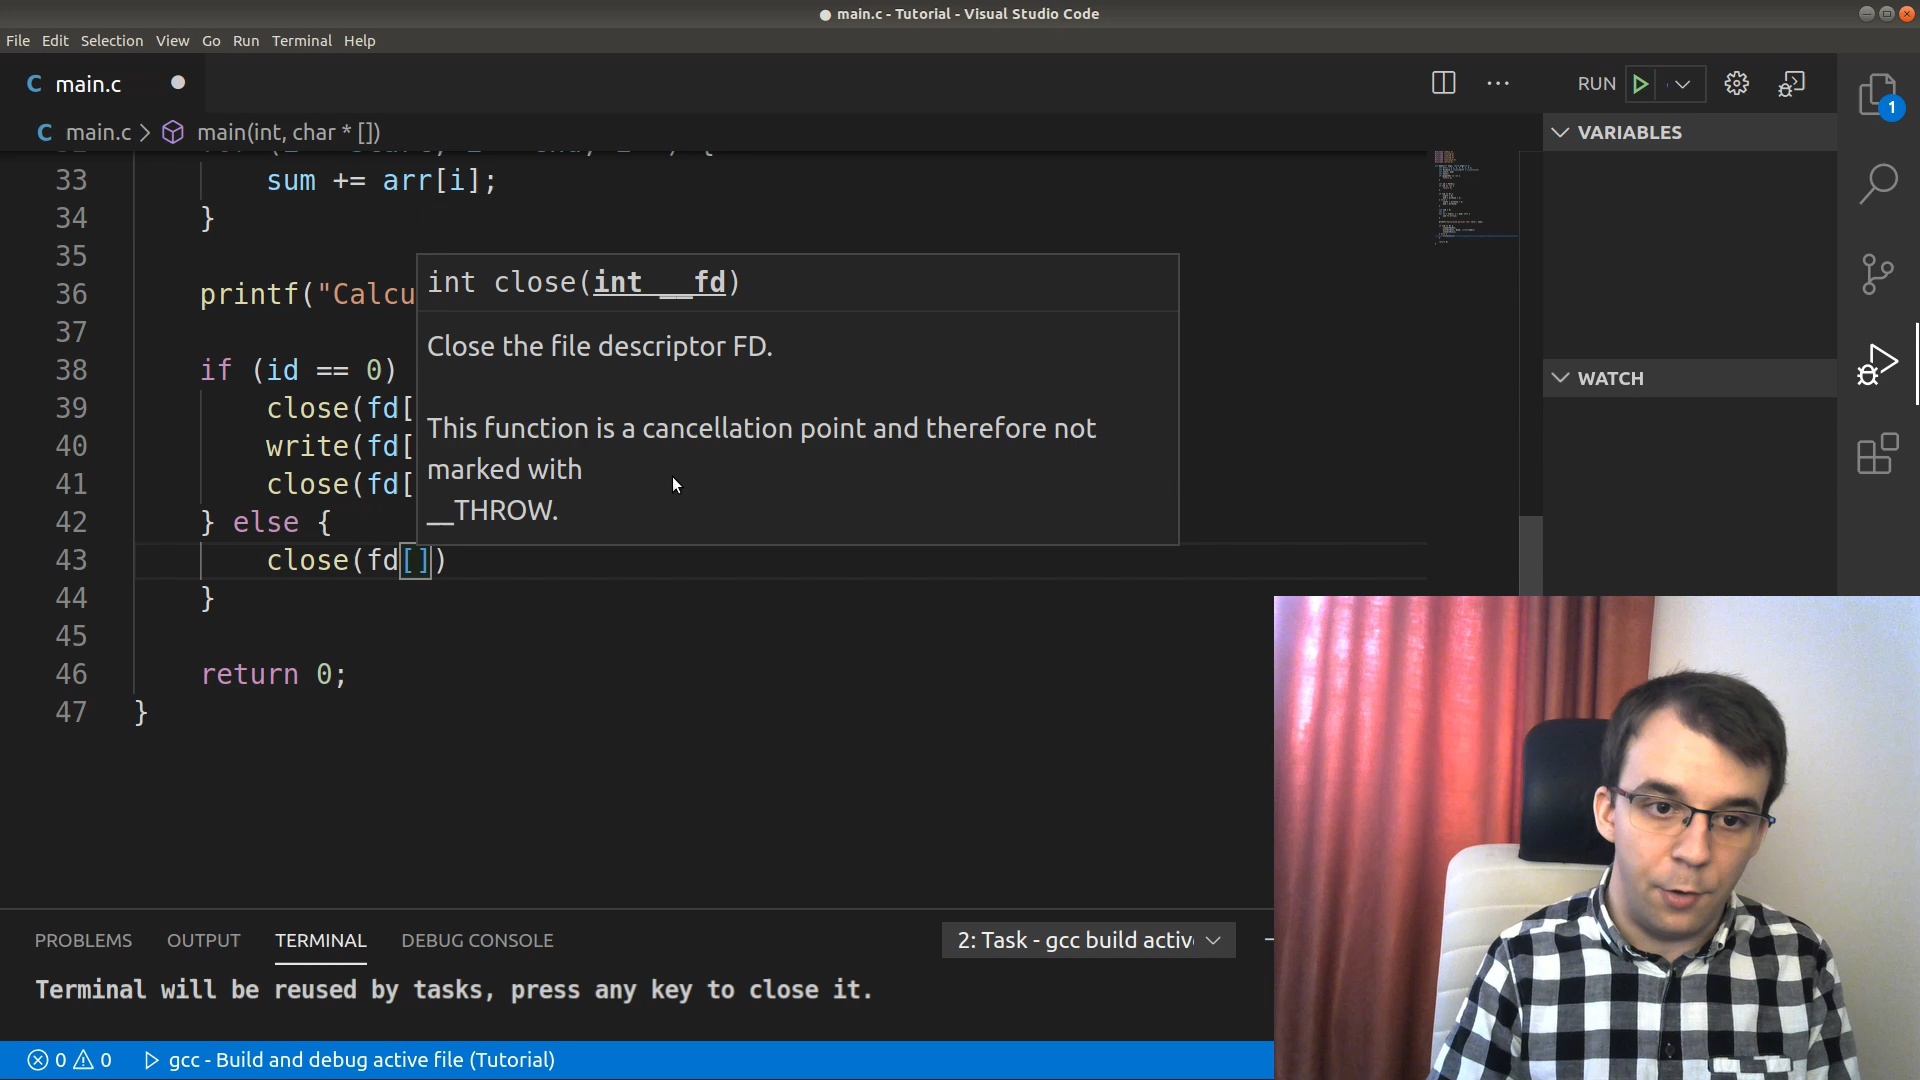 ● main.c - Tutorial - Visual Studio Code
File Edit Selection View Go Run Terminal Help
C main.c ●
RUN
1
C main.c > main(int, char * [])
VARIABLES
33 sum += arr[i];
34 }
35
int close(int __fd)
36 printf("Calcu
37
Close the file descriptor FD.
38 if (id == 0)
WATCH
39 close(fd[
This function is a cancellation point and therefore not
40 write(fd[
marked with
41 close(fd[
__THROW.
42 } else {
43 close(fd[])
44 }
45
46 return 0;
47 }
PROBLEMS OUTPUT TERMINAL DEBUG CONSOLE 2: Task - gcc build activ
Terminal will be reused by tasks, press any key to close it.
0 0 gcc - Build and debug active file (Tutorial)